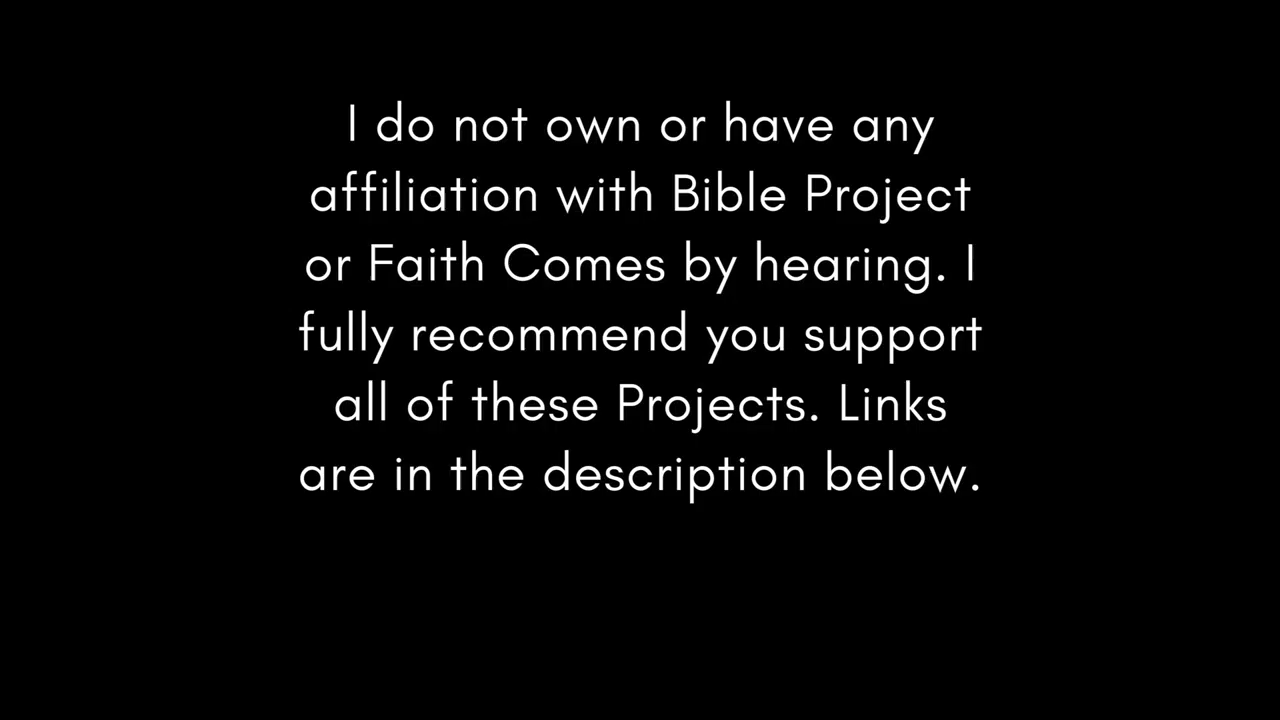 I do not own or have any
affiliation with Bible Project
or Faith Comes by hearing. I
fully recommend you support
all of these Projects. Links
are in the description below.